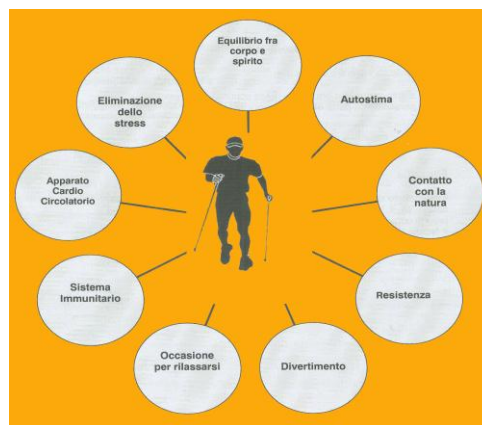 Equilibrio fra
corpo e
spirito
Autostima
Contatto
con la
natura
Resistenza
Divertimento
Occasione
per rilassarsi
Sistema
Immunitario
Apparato
Cardio
Circolatorio
Eliminazione
dello
stress